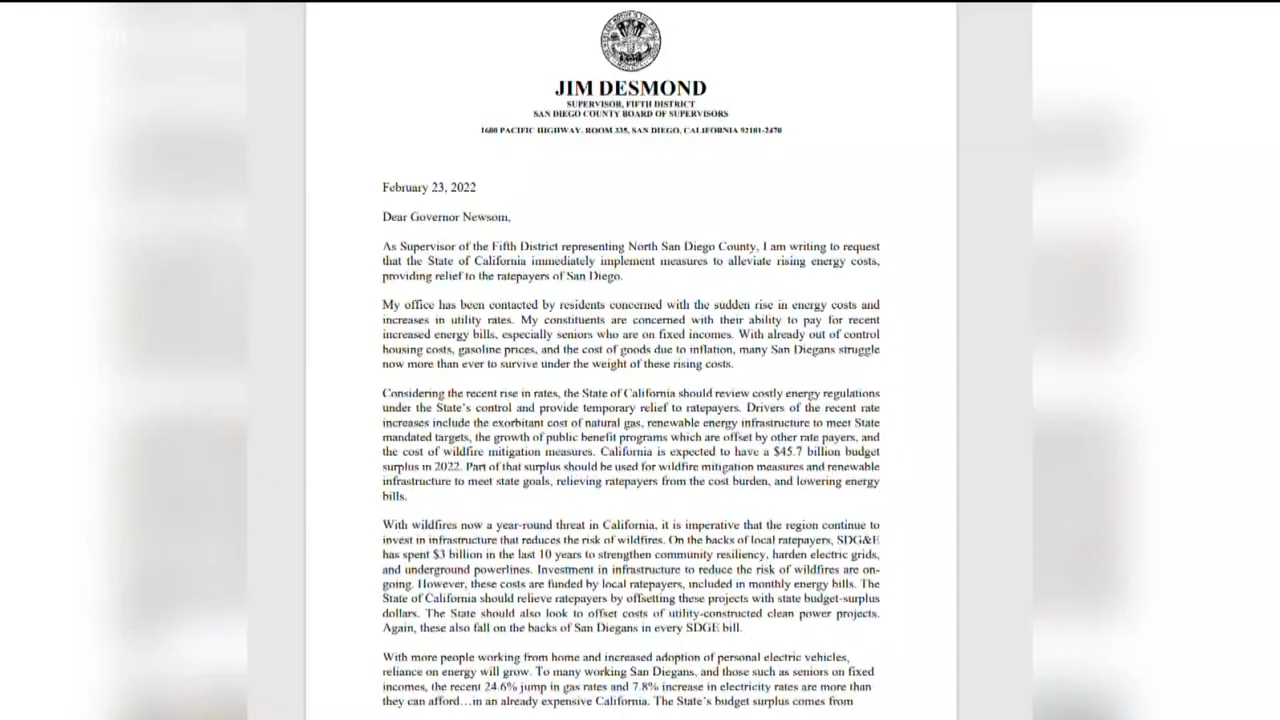 JIM DESMOND
SUPERVISOR, FIFTH DISTRICT
SAN DIEGO COUNTY BOARD OF SUPERVISORS
1600 PACIFIC HIGHWAY, ROOM 335, SAN DIEGO, CALIFORNIA 92101-2470
February 23, 2022
Dear Governor Newsom,
As Supervisor of the Fifth District representing North San Diego County, I am writing to request
that the State of California immediately implement measures to alleviate rising energy costs,
providing relief to the ratepayers of San Diego.
My office has been contacted by residents concerned with the sudden rise in energy costs and
increases in utility rates. My constituents are concerned with their ability to pay for recent
increased energy bills, especially seniors who are on fixed incomes. With already out of control
housing costs, gasoline prices, and the cost of goods due to inflation, many San Diegans struggle
now more than ever to survive under the weight of these rising costs.
Considering the recent rise in rates, the State of California should review costly energy regulations
under the State's control and provide temporary relief to ratepayers. Drivers of the recent rate
increases include the exorbitant cost of natural gas, renewable energy infrastructure to meet State
mandated targets, the growth of public benefit programs which are offset by other rate payers, and
the cost of wildfire mitigation measures. California is expected to have a $45.7 billion budget
surplus in 2022. Part of that surplus should be used for wildfire mitigation measures and renewable
infrastructure to meet state goals, relieving ratepayers from the cost burden, and lowering energy
bills.
With wildfires now a year-round threat in California, it is imperative that the region continue to
invest in infrastructure that reduces the risk of wildfires. On the backs of local ratepayers, SDG&E
has spent $3 billion in the last 10 years to strengthen community resiliency, harden electric grids,
and underground powerlines. Investment in infrastructure to reduce the risk of wildfires are on-
going. However, these costs are funded by local ratepayers, included in monthly energy bills. The
State of California should relieve ratepayers by offsetting these projects with state budget-surplus
dollars. The State should also look to offset costs of utility-constructed clean power projects.
Again, these also fall on the backs of San Diegans in every SDGE bill.
With more people working from home and increased adoption of personal electric vehicles,
reliance on energy will grow. To many working San Diegans, and those such as seniors on fixed
incomes, the recent 24.6% jump in gas rates and 7.8% increase in electricity rates are more than
they can afford…in an already expensive California. The State's budget surplus comes from